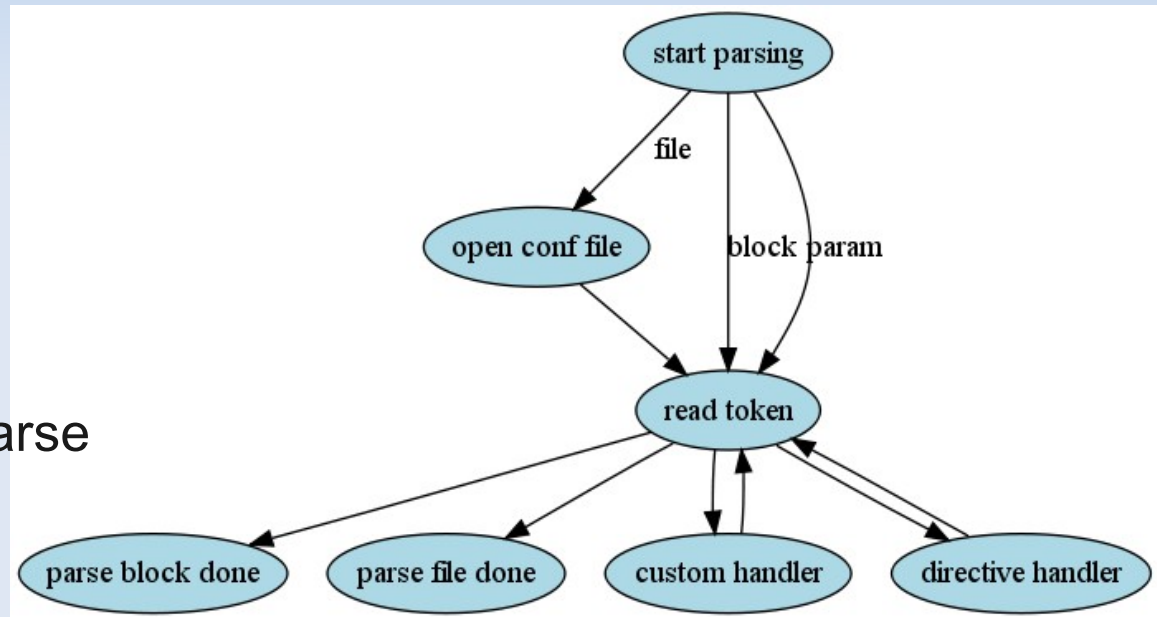 start parsing
file
open conf file
block param
read token
arse
parse block done
parse file done
custom handler
directive handler